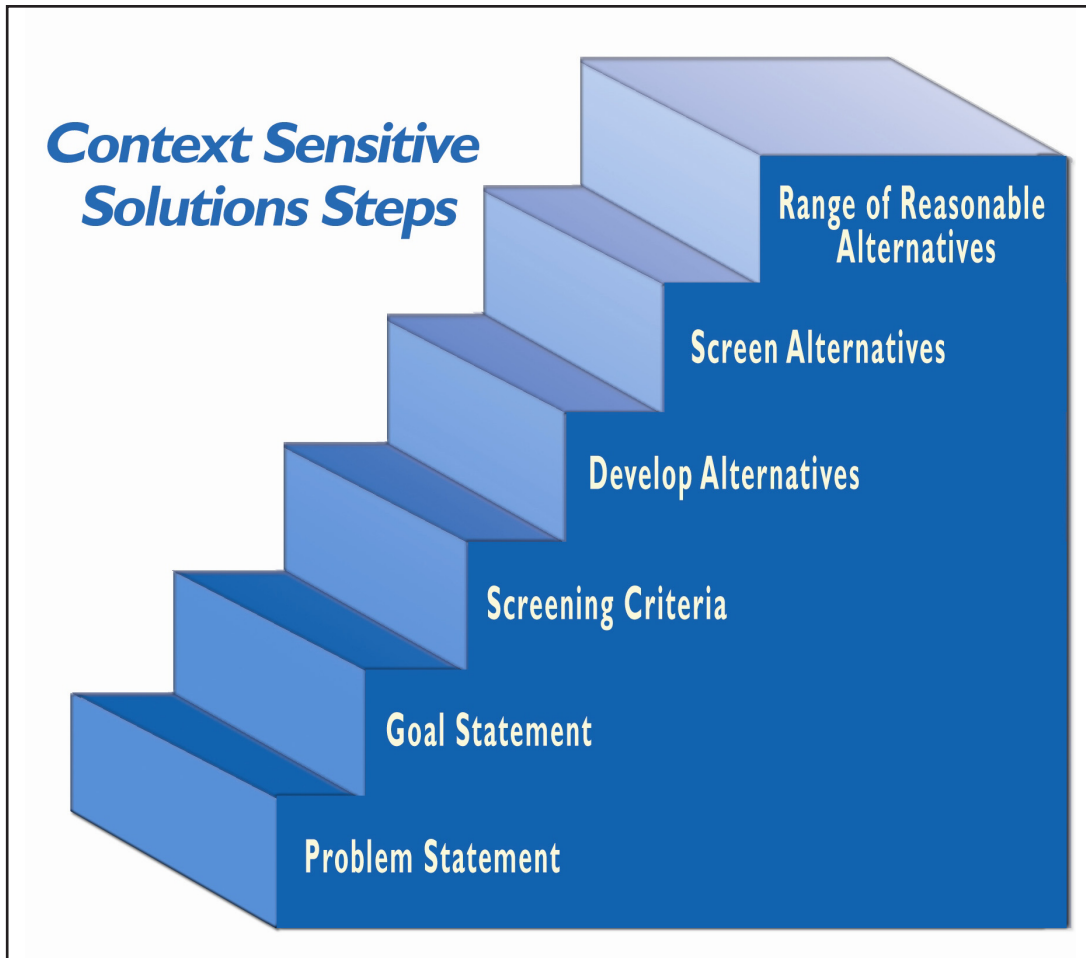 Context Sensitive
Solutions Steps
Range of Reasonable
Alternatives
Screen Alternatives
Develop Alternatives
Screening Criteria
Goal Statement
Problem Statement